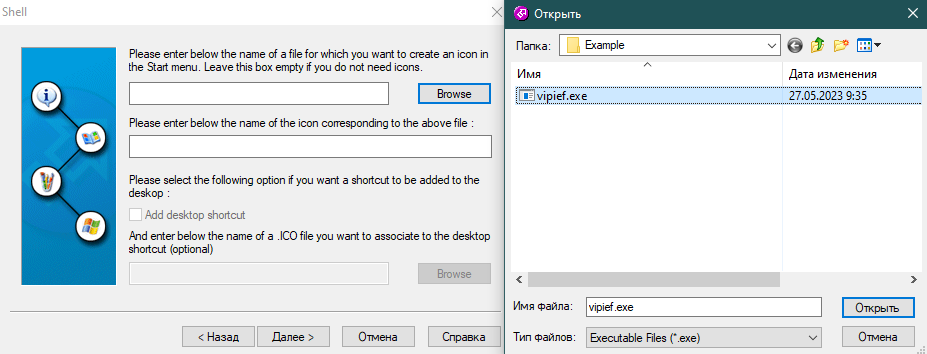 Shell
Please enter below the name of a file for which you want to create an icon in
the Start menu. Leave this box empty if you do not need icons.
Browse
Please enter below the name of the icon corresponding to the above file :
Please select the following option if you want a shortcut to be added to the
deskop :
Add desktop shortcut
And enter below the name of a .ICO file you want to associate to the desktop
shortcut (optional)
Browse
< Назад
Далее >
Отмена
Справка
Открыть
Папка:
Example
Имя
Дата изменения
vipief.exe
27.05.2023 9:35
Имя файла:
vipief.exe
Открыть
Тип файлов:
Executable Files (*.exe)
Отмена